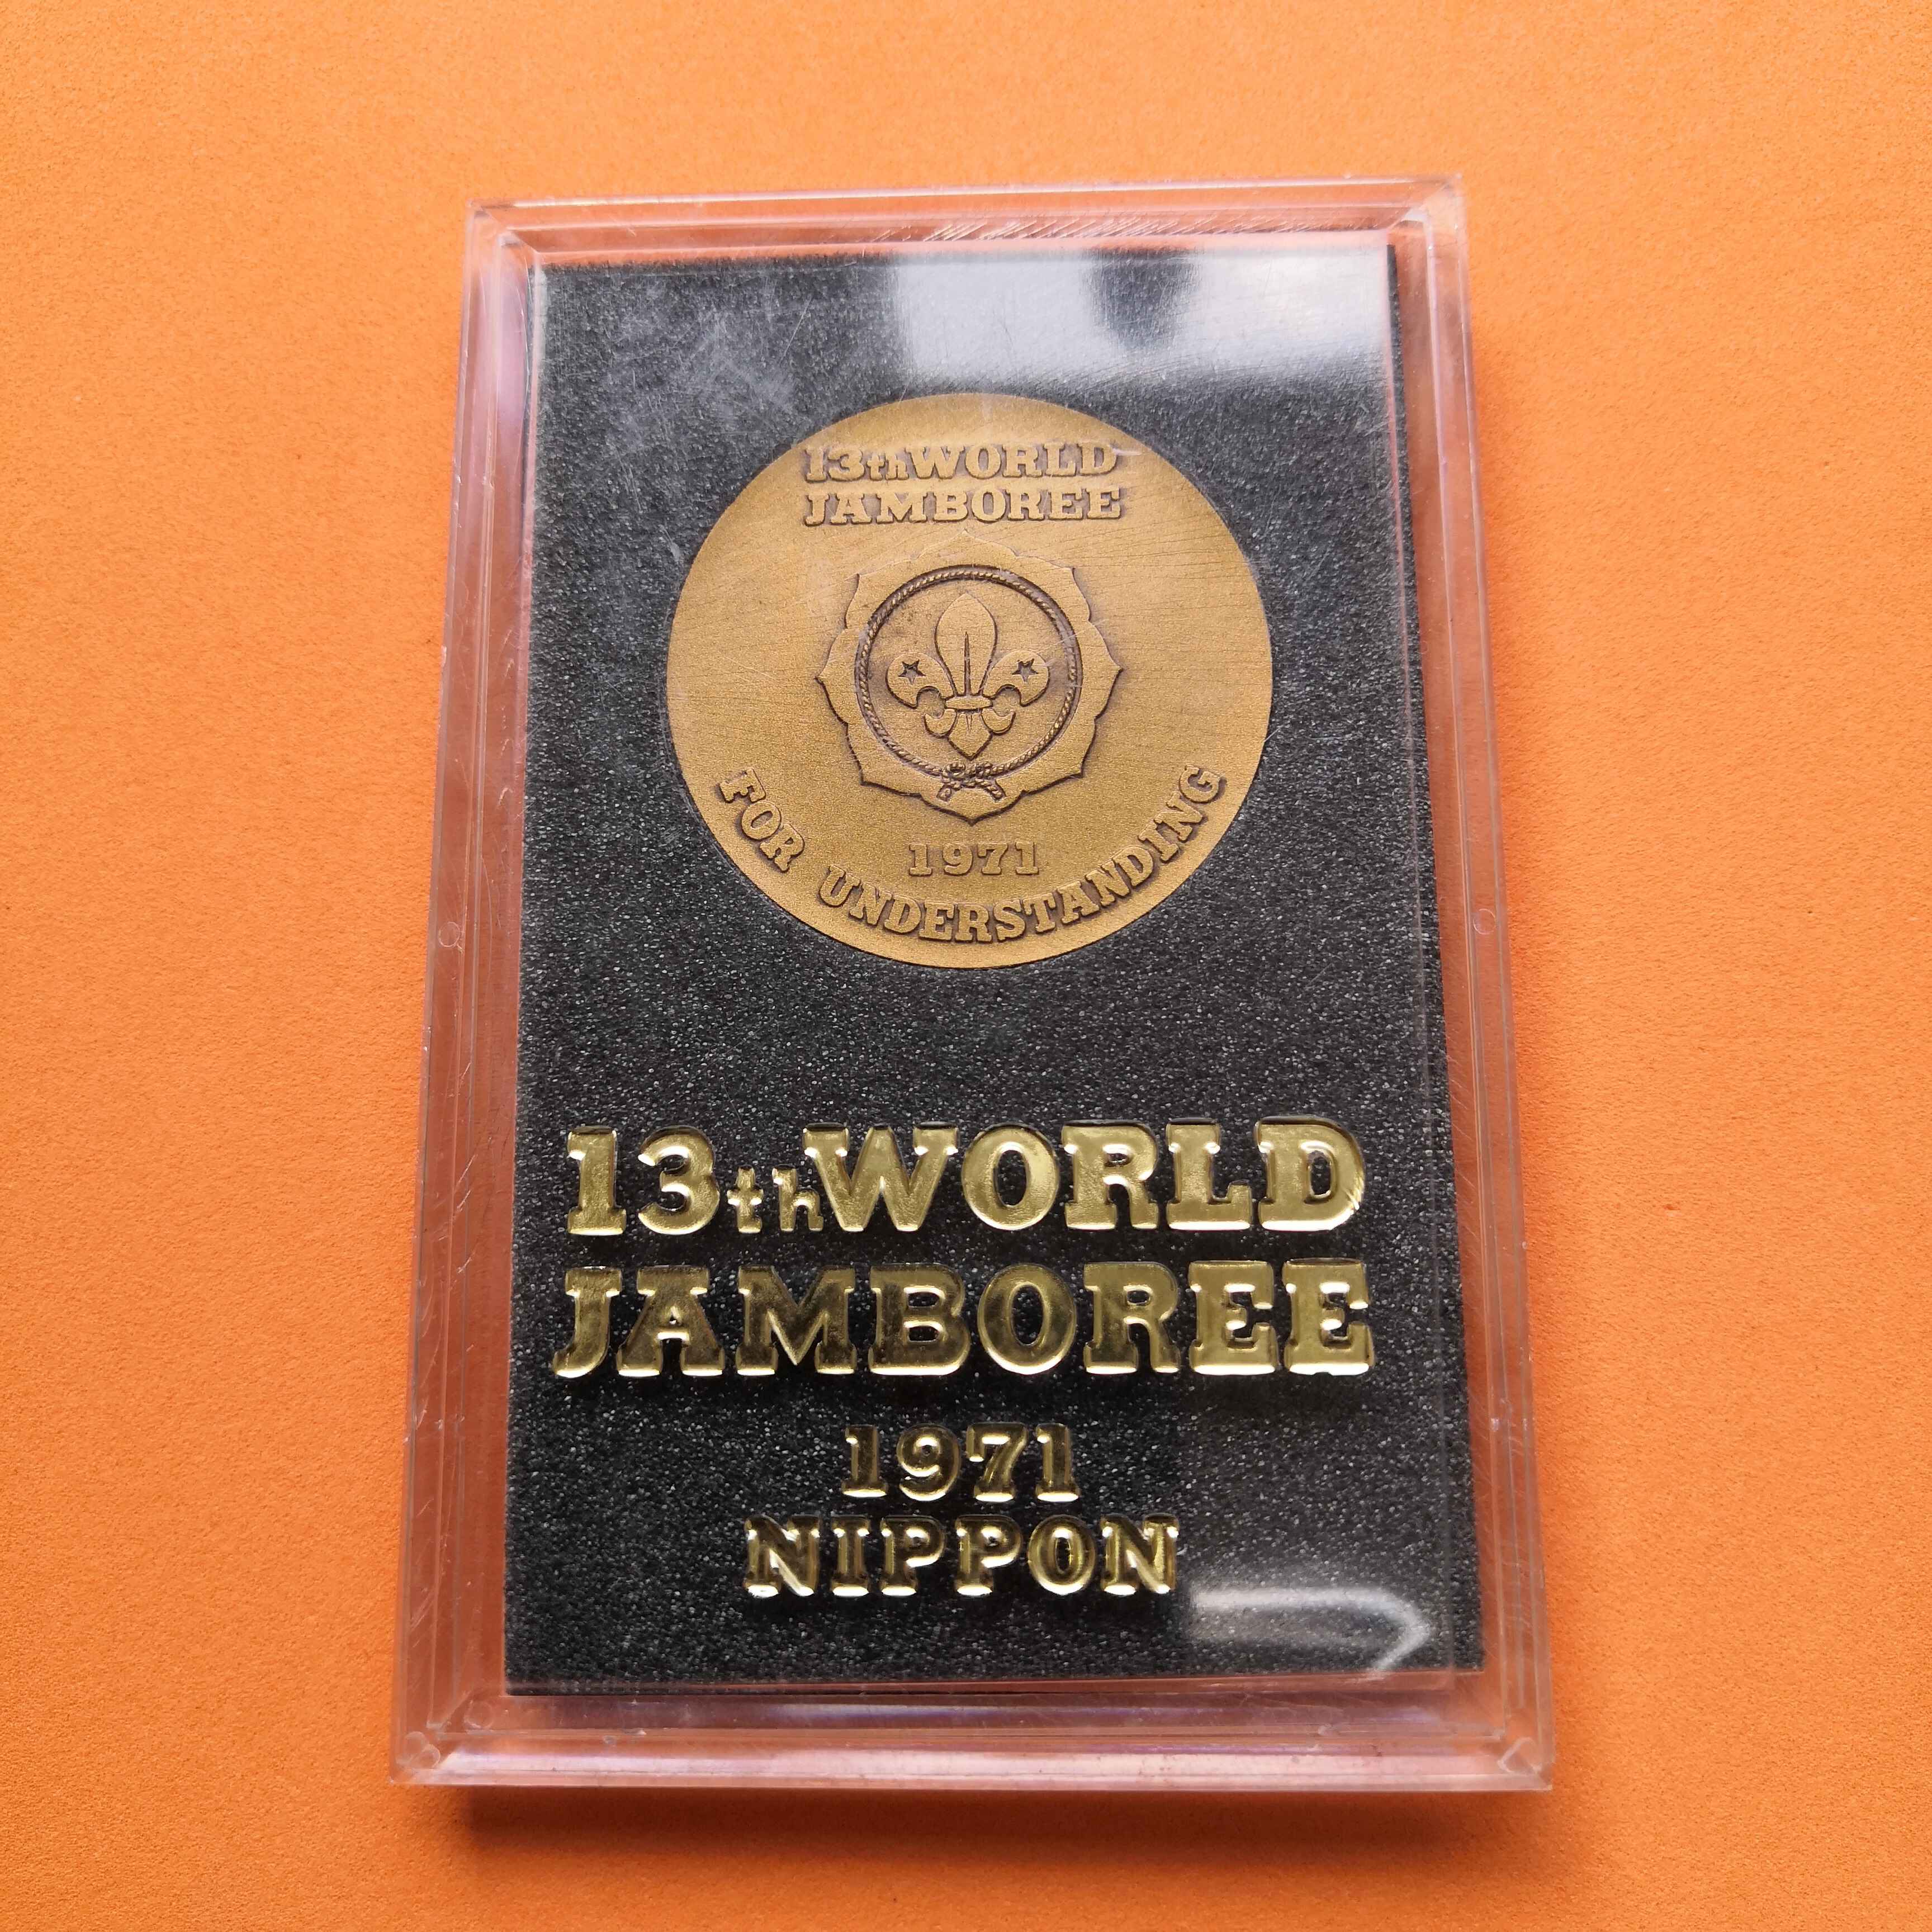 13th WORLD
JAMBOREE
1971
FOR UNDERSTANDING
13th WORLD
JAMBOREE
1971
NIPPON